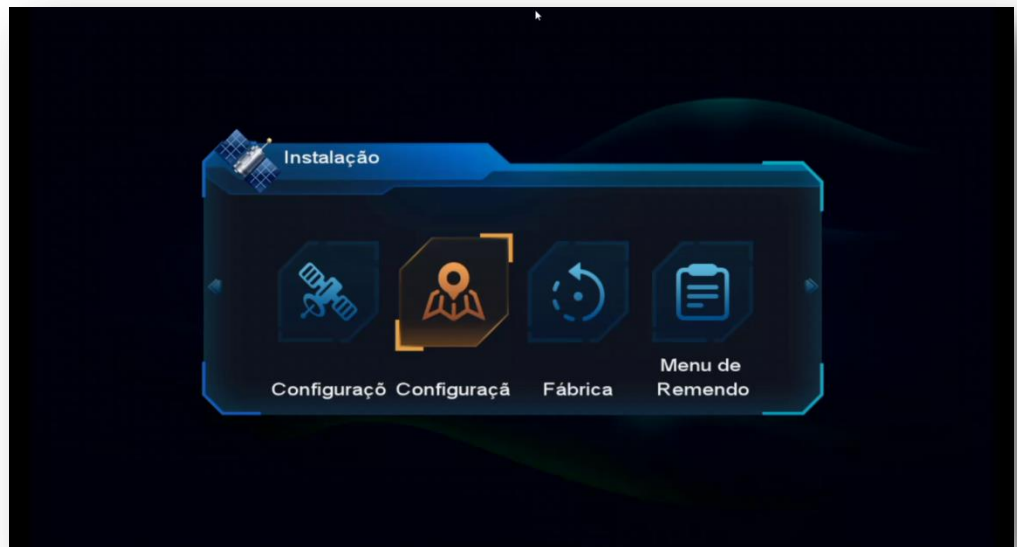 Instalação
Configuraçõ
Configuraçã
Fábrica
Menu de
Remendo